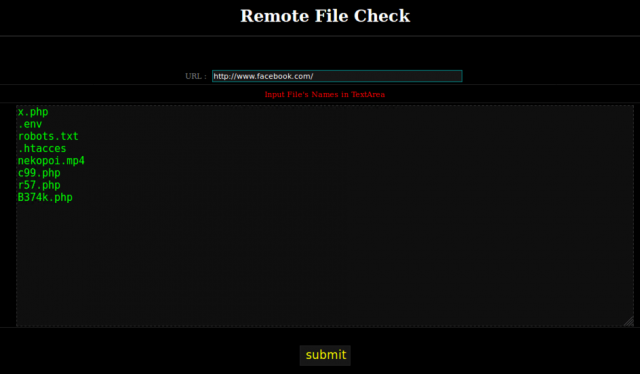 Remote File Check
URL : http://www.facebook.com/
Input File's Names in TextArea
x.php
.env
robots.txt
.htacces
nekopoi.mp4
c99.php
r57.php
B374k.php
submit